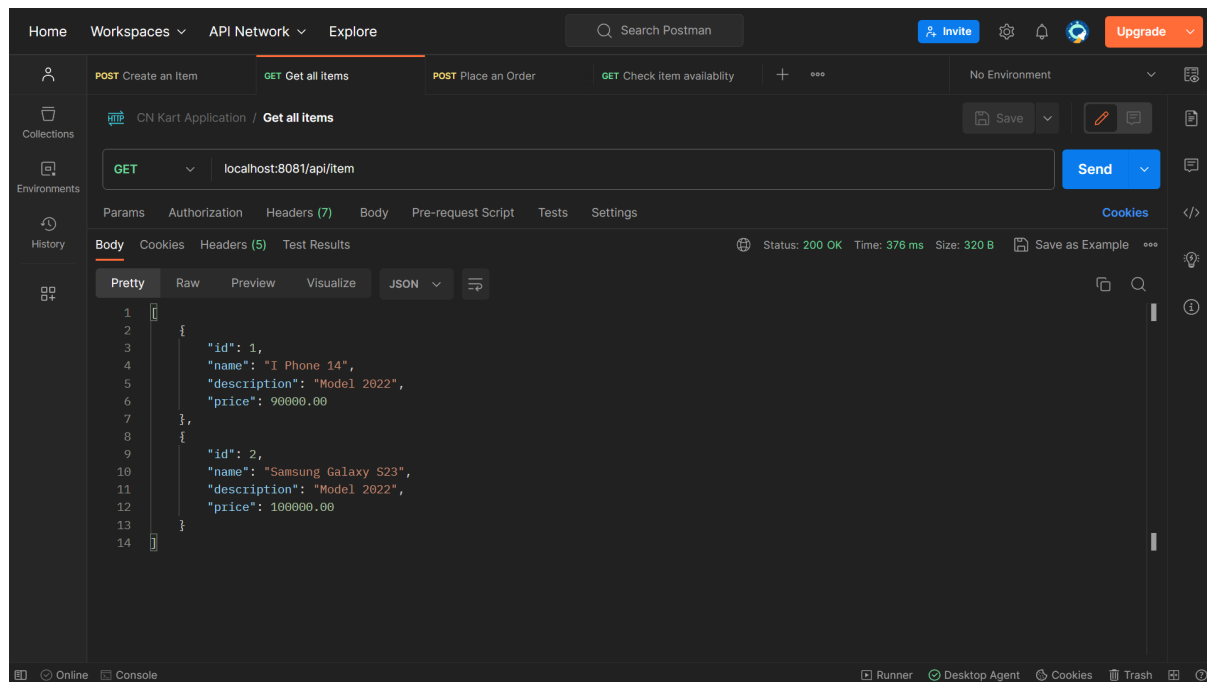 Home Workspaces API Network Explore Search Postman Invite Upgrade
POST Create an Item GET Get all items POST Place an Order GET Check item availablity No Environment
Collections
HTTP CN Kart Application / Get all items Save
Environments
GET localhost:8081/api/item Send
History
Params Authorization Headers (7) Body Pre-request Script Tests Settings Cookies
Body Cookies Headers (5) Test Results Status: 200 OK Time: 376 ms Size: 320 B Save as Example
Pretty Raw Preview Visualize JSON
1 [
2 {
3 "id": 1,
4 "name": "I Phone 14",
5 "description": "Model 2022",
6 "price": 90000.00
7 },
8 {
9 "id": 2,
10 "name": "Samsung Galaxy S23",
11 "description": "Model 2022",
12 "price": 100000.00
13 }
14 ]
Online Console Runner Desktop Agent Cookies Trash